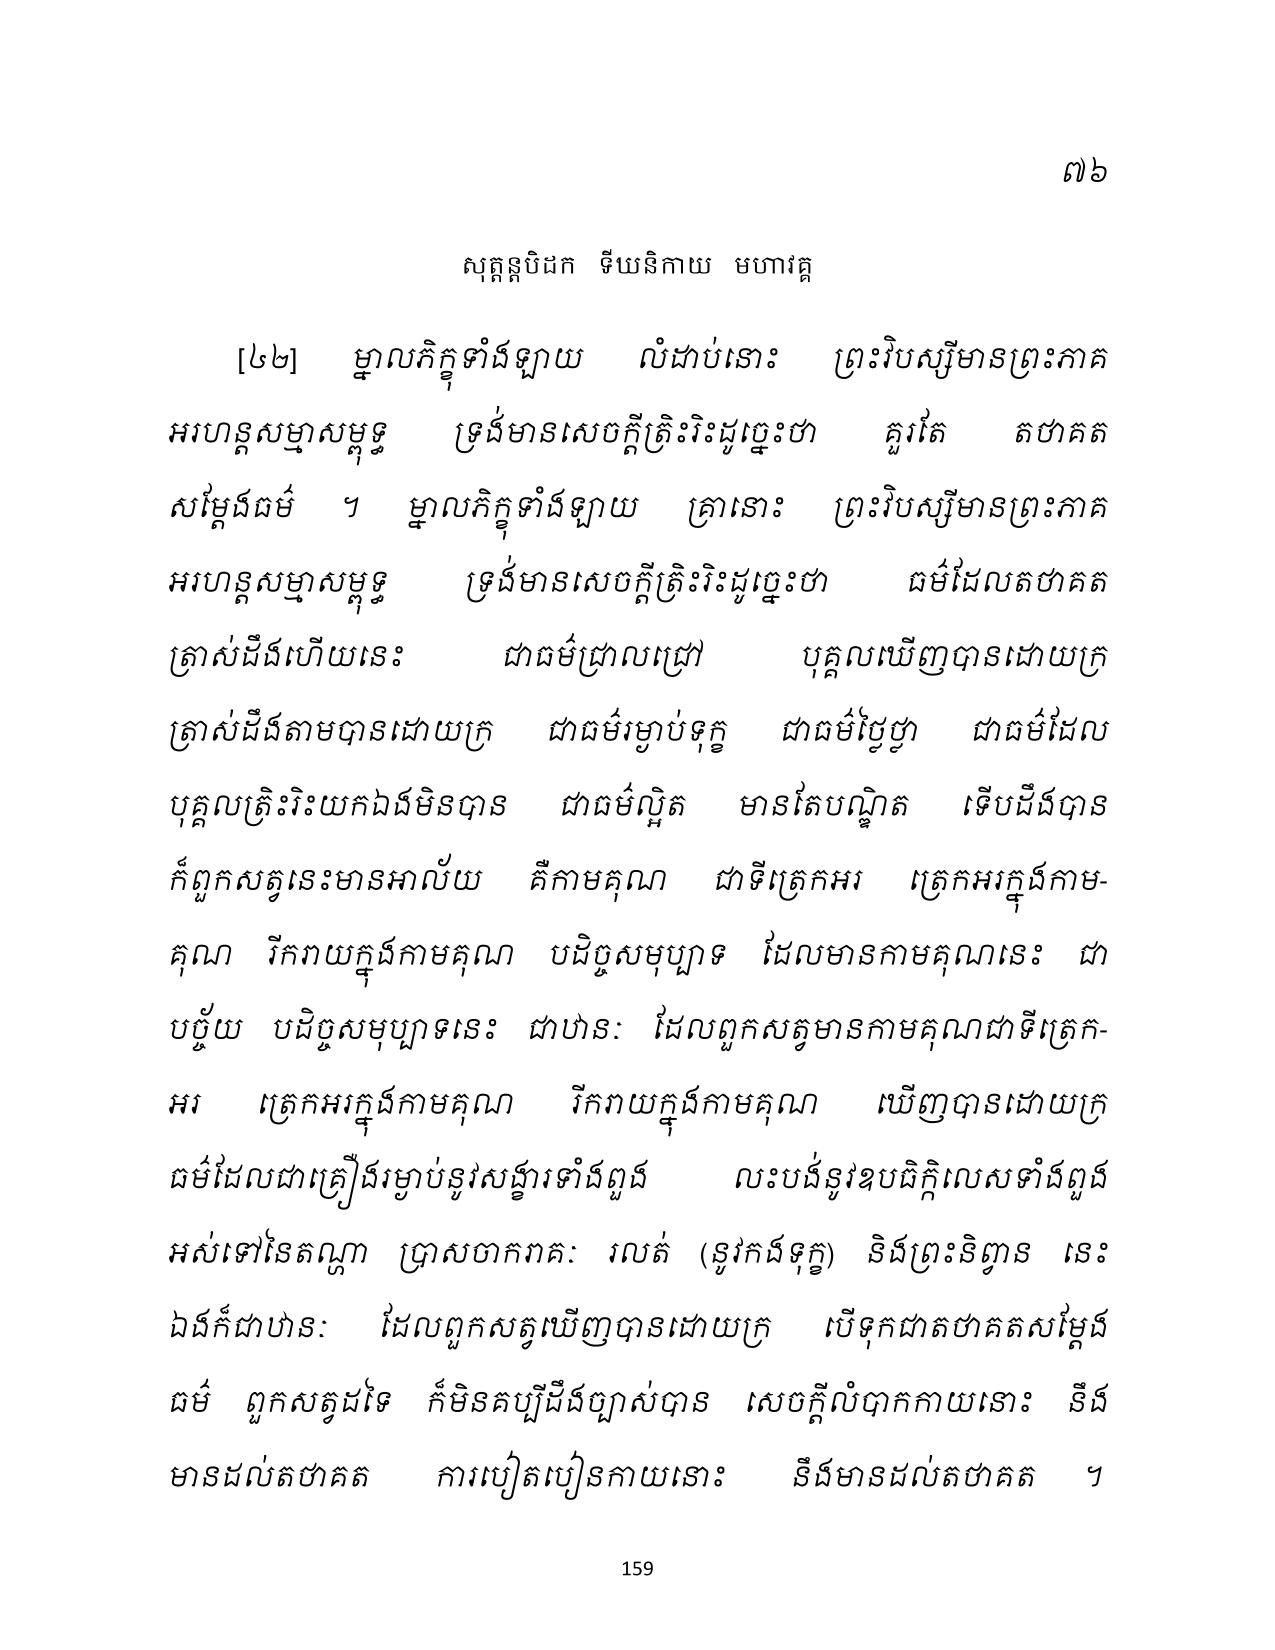 ៧៦
សុត្តន្តបិដក ទីឃនិកាយ មហាវគ្គ
[៤២] ម្នាលភិក្ខុទាំងឡាយ លំដាប់នោះ ព្រះវិបស្សីមានព្រះភាគ
អរហន្តសម្មាសម្ពុទ្ធ ទ្រង់មានសេចក្តីត្រិះរិះដូច្នេះថា គួរតែ តថាគត
សម្តែងធម៌ ។ ម្នាលភិក្ខុទាំងឡាយ គ្រានោះ ព្រះវិបស្សីមានព្រះភាគ
អរហន្តសម្មាសម្ពុទ្ធ ទ្រង់មានសេចក្តីត្រិះរិះដូច្នេះថា ធម៌ដែលតថាគត
ត្រាស់ដឹងហើយនេះ ជាធម៌ជ្រាលជ្រៅ បុគ្គលឃើញបានដោយក្រ
ត្រាស់ដឹងតាមបានដោយក្រ ជាធម៌រម្ងាប់ទុក្ខ ជាធម៌ថ្លៃថ្លា ជាធម៌ដែល
បុគ្គលត្រិះរិះយកឯងមិនបាន ជាធម៌ល្អិត មានតែបណ្ឌិត ទើបដឹងបាន
ក៏ពួកសត្វនេះមានអាល័យ គឺកាមគុណ ជាទីត្រេកអរ ត្រេកអរក្នុងកាម-
គុណ រីករាយក្នុងកាមគុណ បដិច្ចសមុប្បាទ ដែលមានកាមគុណនេះ ជា
បច្ច័យ បដិច្ចសមុប្បាទនេះ ជាឋានៈ ដែលពួកសត្វមានកាមគុណជាទីត្រេក-
អរ ត្រេកអរក្នុងកាមគុណ រីករាយក្នុងកាមគុណ ឃើញបានដោយក្រ
ធម៌ដែលជាគ្រឿងរម្ងាប់នូវសង្ខារទាំងពួង លះបង់នូវឧបធិក្កិលេសទាំងពួង
អស់ទៅនៃតណ្ហា ប្រាសចាករាគៈ រលត់ (នូវកងទុក្ខ) និងព្រះនិព្វាន នេះ
ឯងក៏ជាឋានៈ ដែលពួកសត្វឃើញបានដោយក្រ បើទុកជាតថាគតសម្តែង
ធម៌ ពួកសត្វដទៃ ក៏មិនគប្បីដឹងច្បាស់បាន សេចក្តីលំបាកកាយនោះ នឹង
មានដល់តថាគត ការបៀតបៀនកាយនោះ នឹងមានដល់តថាគត ។
159